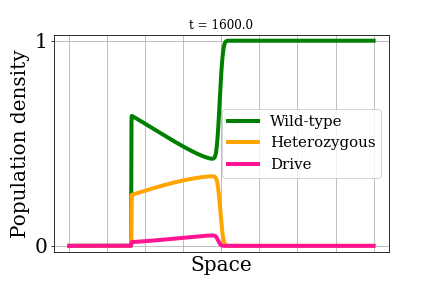 t = 1600.0
Population density
1
0
Wild-type
Heterozygous
Drive
Space